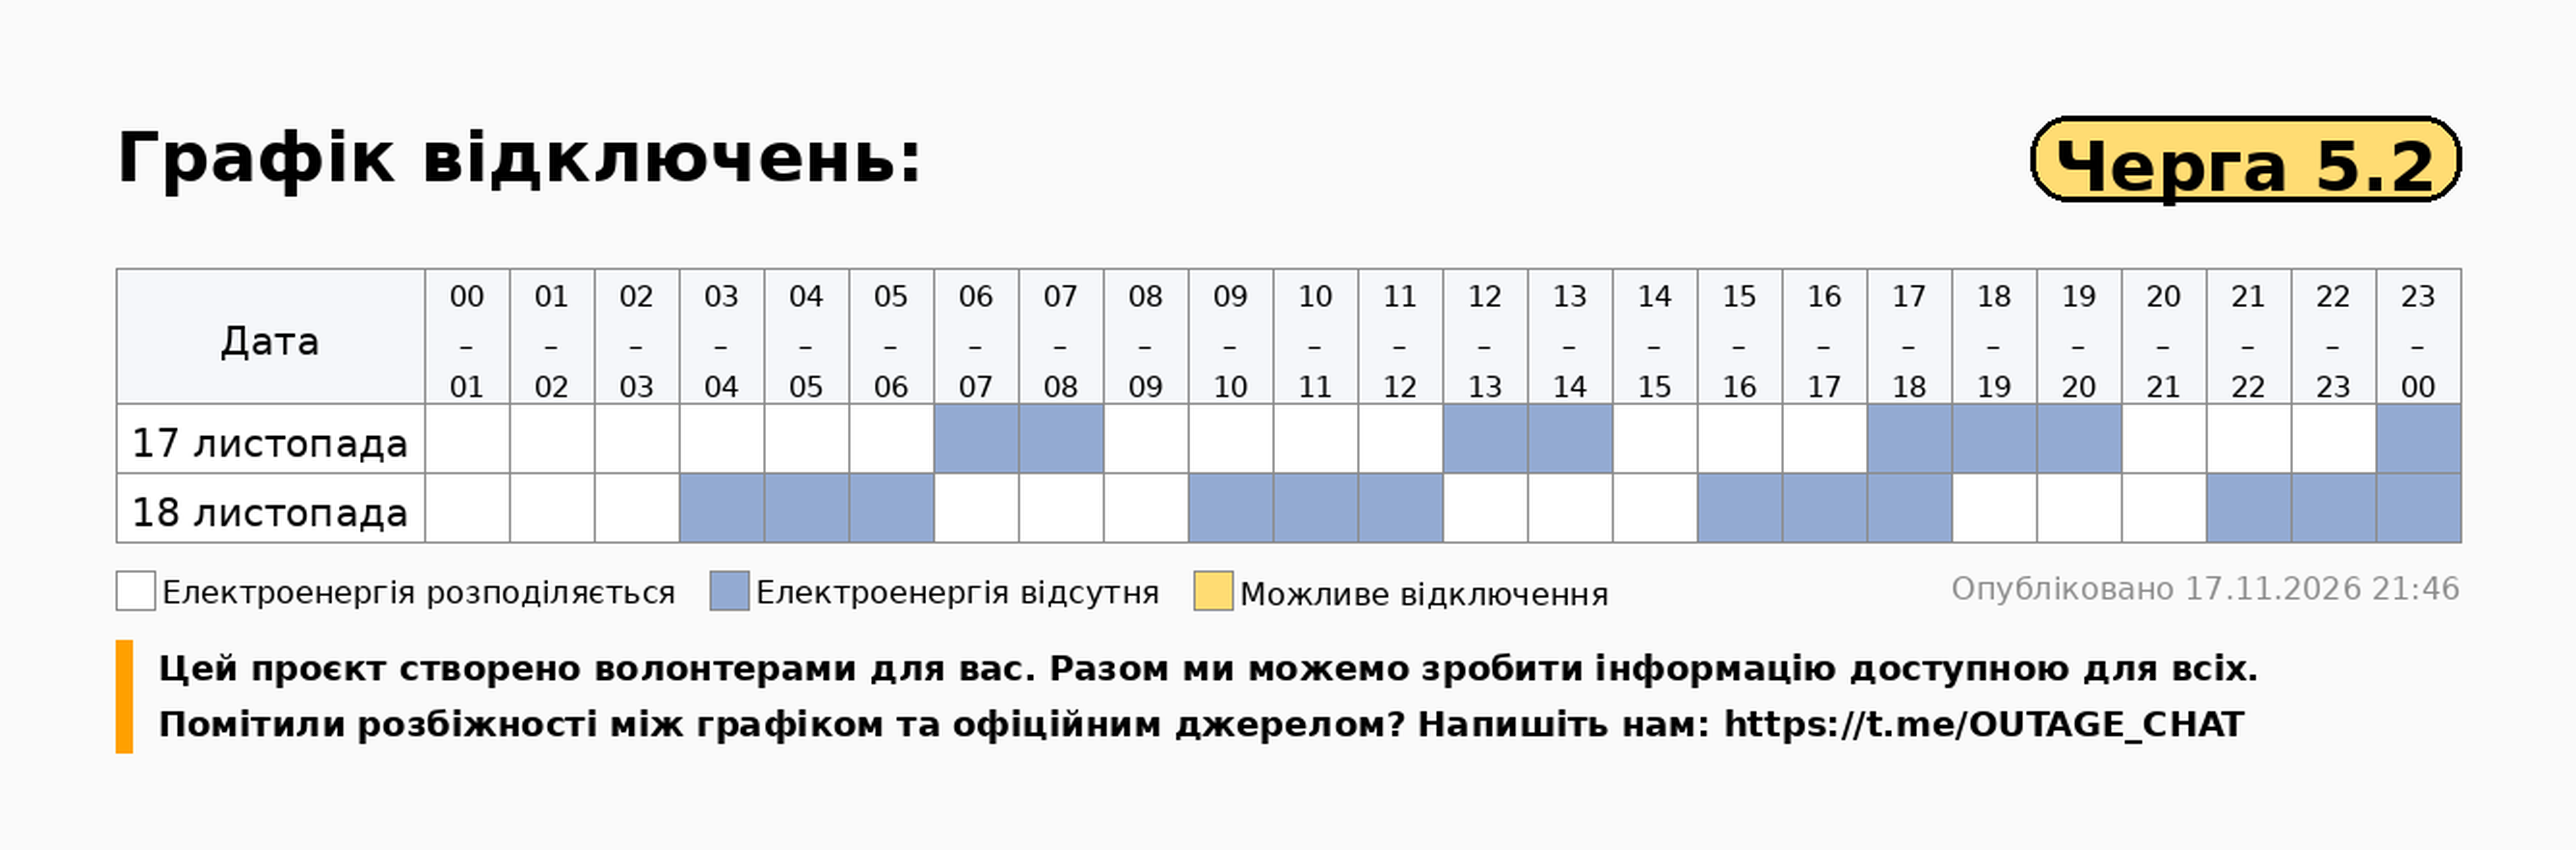 Графік відключень:
Черга 5.2
Дата
00 – 01
01 – 02
02 – 03
03 – 04
04 – 05
05 – 06
06 – 07
07 – 08
08 – 09
09 – 10
10 – 11
11 – 12
12 – 13
13 – 14
14 – 15
15 – 16
16 – 17
17 – 18
18 – 19
19 – 20
20 – 21
21 – 22
22 – 23
23 – 00
17 листопада
18 листопада
Електроенергія розподіляється
Електроенергія відсутня
Можливе відключення
Опубліковано 17.11.2026 21:46
Цей проєкт створено волонтерами для вас. Разом ми можемо зробити інформацію доступною для всіх.
Помітили розбіжності між графіком та офіційним джерелом? Напишіть нам: https://t.me/OUTAGE_CHAT